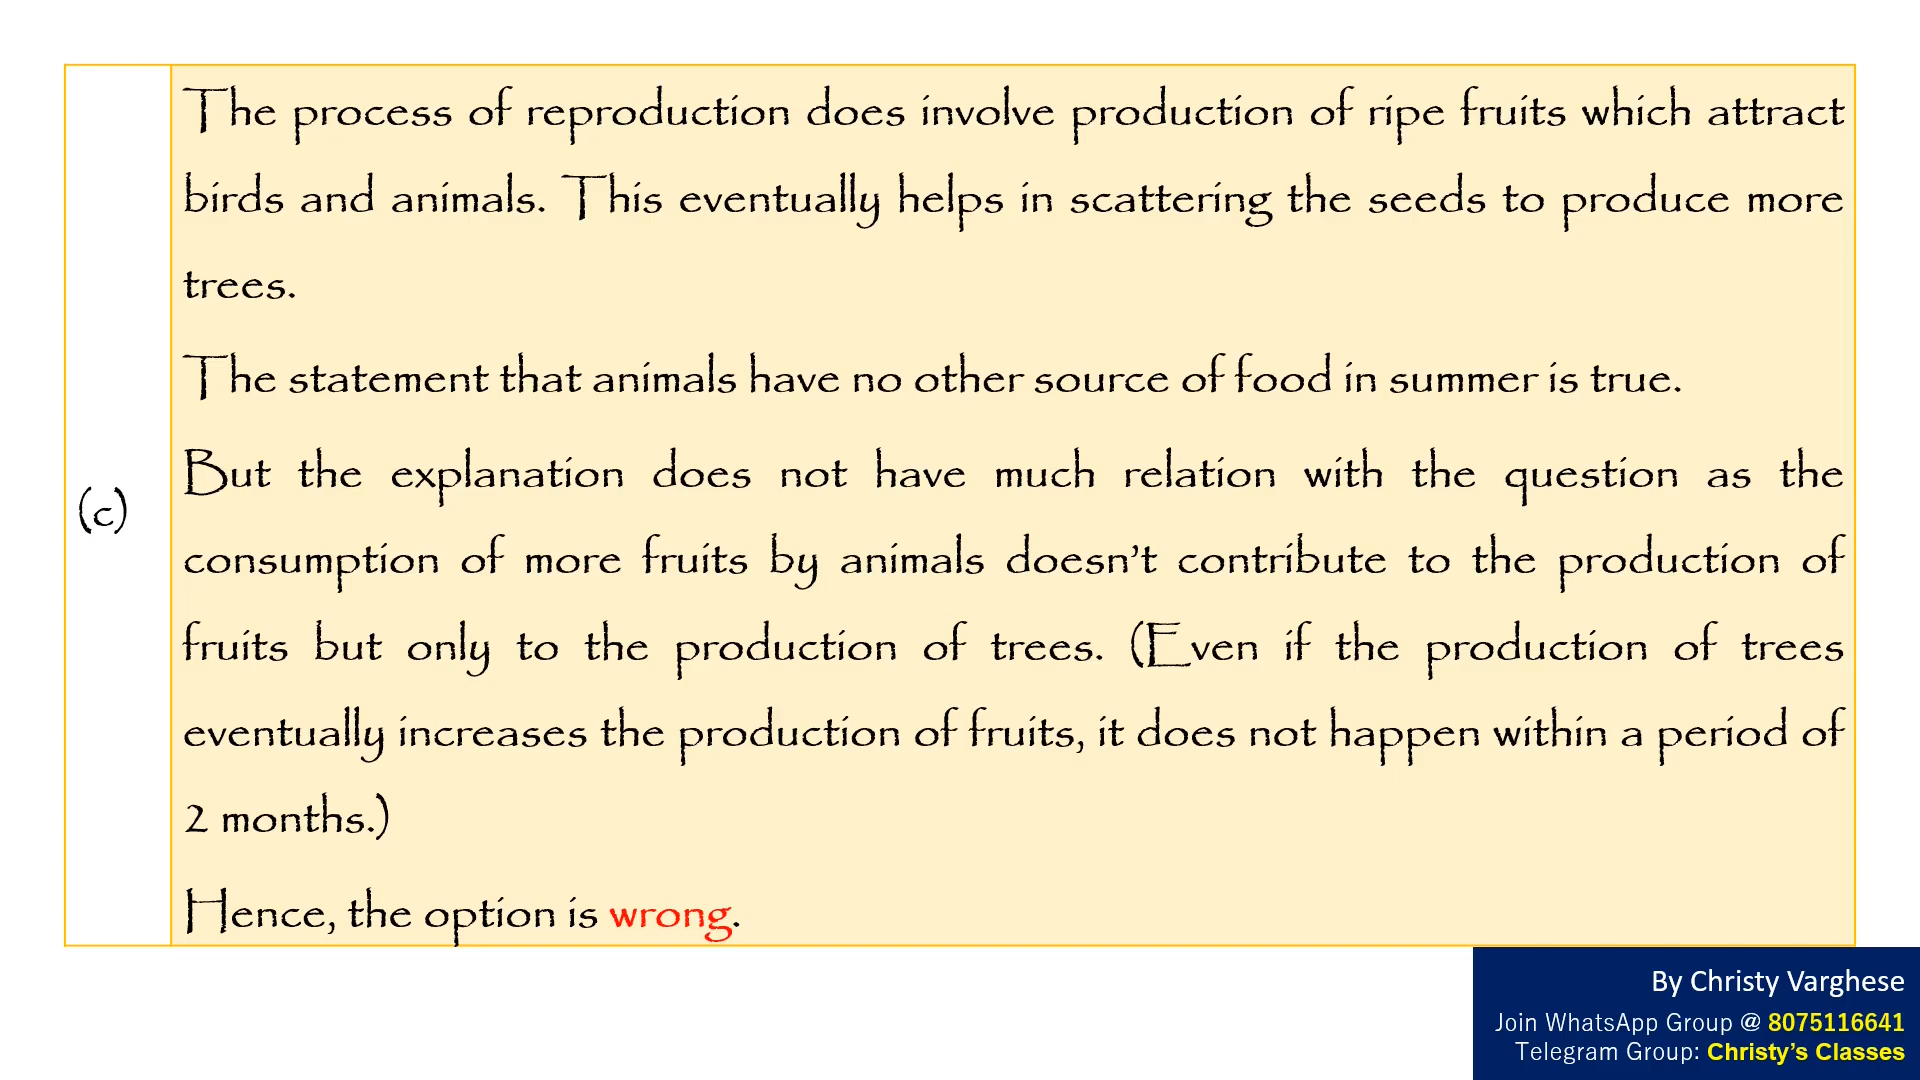 The process of reproduction does involve production of ripe fruits which attract
birds and animals. This eventually helps in scattering the seeds to produce more
trees.
The statement that animals have no other source of food in summer is true.
But the explanation does not have much relation with the question as the
(c)
consumption of more fruits by animals doesn’t contribute to the production of
fruits but only to the production of trees. (Even if the production of trees
eventually increases the production of fruits, it does not happen within a period of
2 months.)
Hence, the option is wrong.
By Christy Varghese
Join WhatsApp Group @ 8075116641
Telegram Group: Christy’s Classes